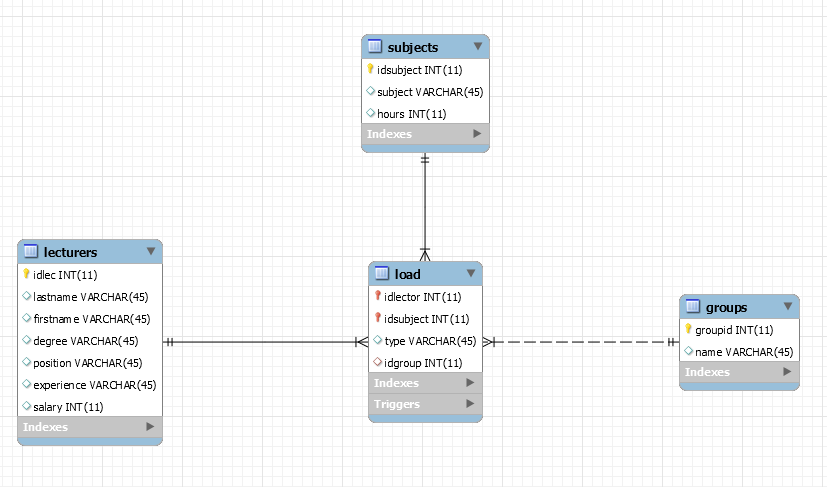 subjects
idsubject INT(11)
subject VARCHAR(45)
hours INT(11)
Indexes
lecturers
idlec INT(11)
lastname VARCHAR(45)
firstname VARCHAR(45)
degree VARCHAR(45)
position VARCHAR(45)
experience VARCHAR(45)
salary INT(11)
Indexes
load
idlector INT(11)
idsubject INT(11)
type VARCHAR(45)
idgroup INT(11)
Indexes
Triggers
groups
groupid INT(11)
name VARCHAR(45)
Indexes